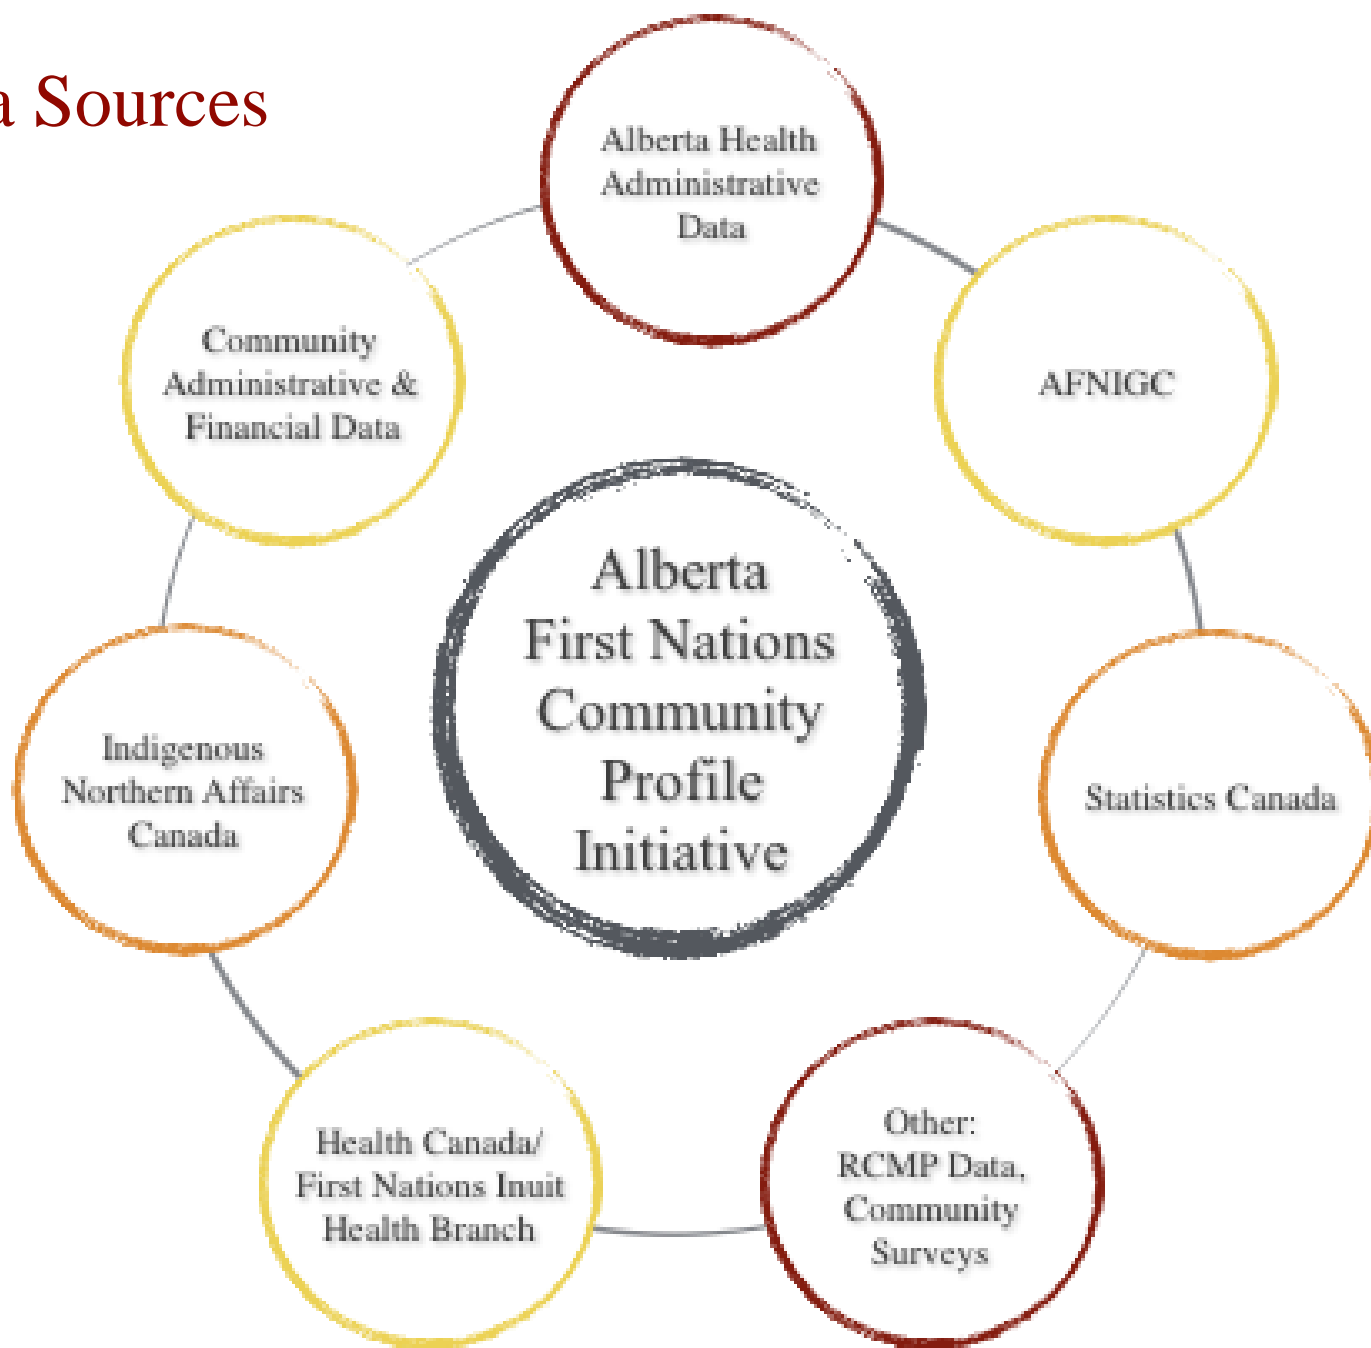 a Sources
Alberta Health
Administrative
Data
AFNIGC
Statistics Canada
Other:
RCMP Data,
Community
Surveys
Health Canada/
First Nations Inuit
Health Branch
Indigenous
Northern Affairs
Canada
Community
Administrative &
Financial Data
Alberta
First Nations
Community
Profile
Initiative